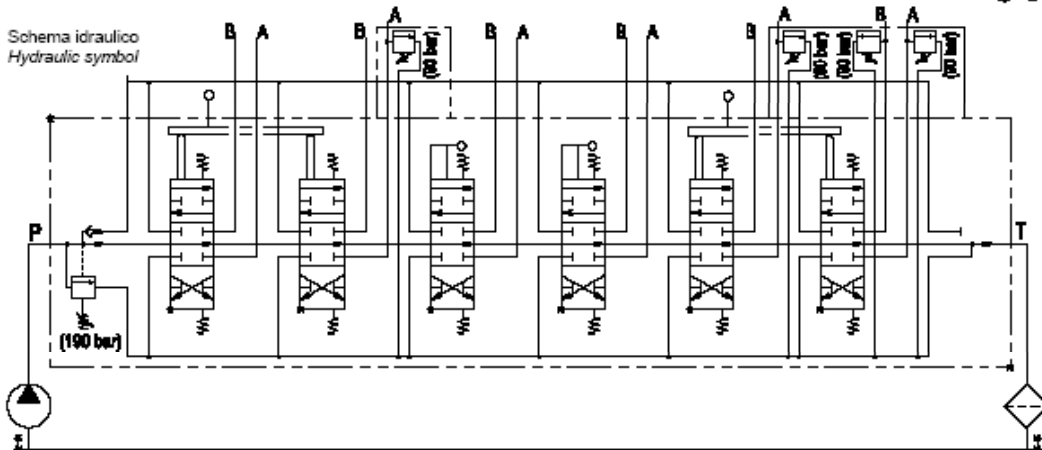 Schema idraulico
Hydraulic symbol
B A B A B A B A B A B A
P
T
(190 bar)